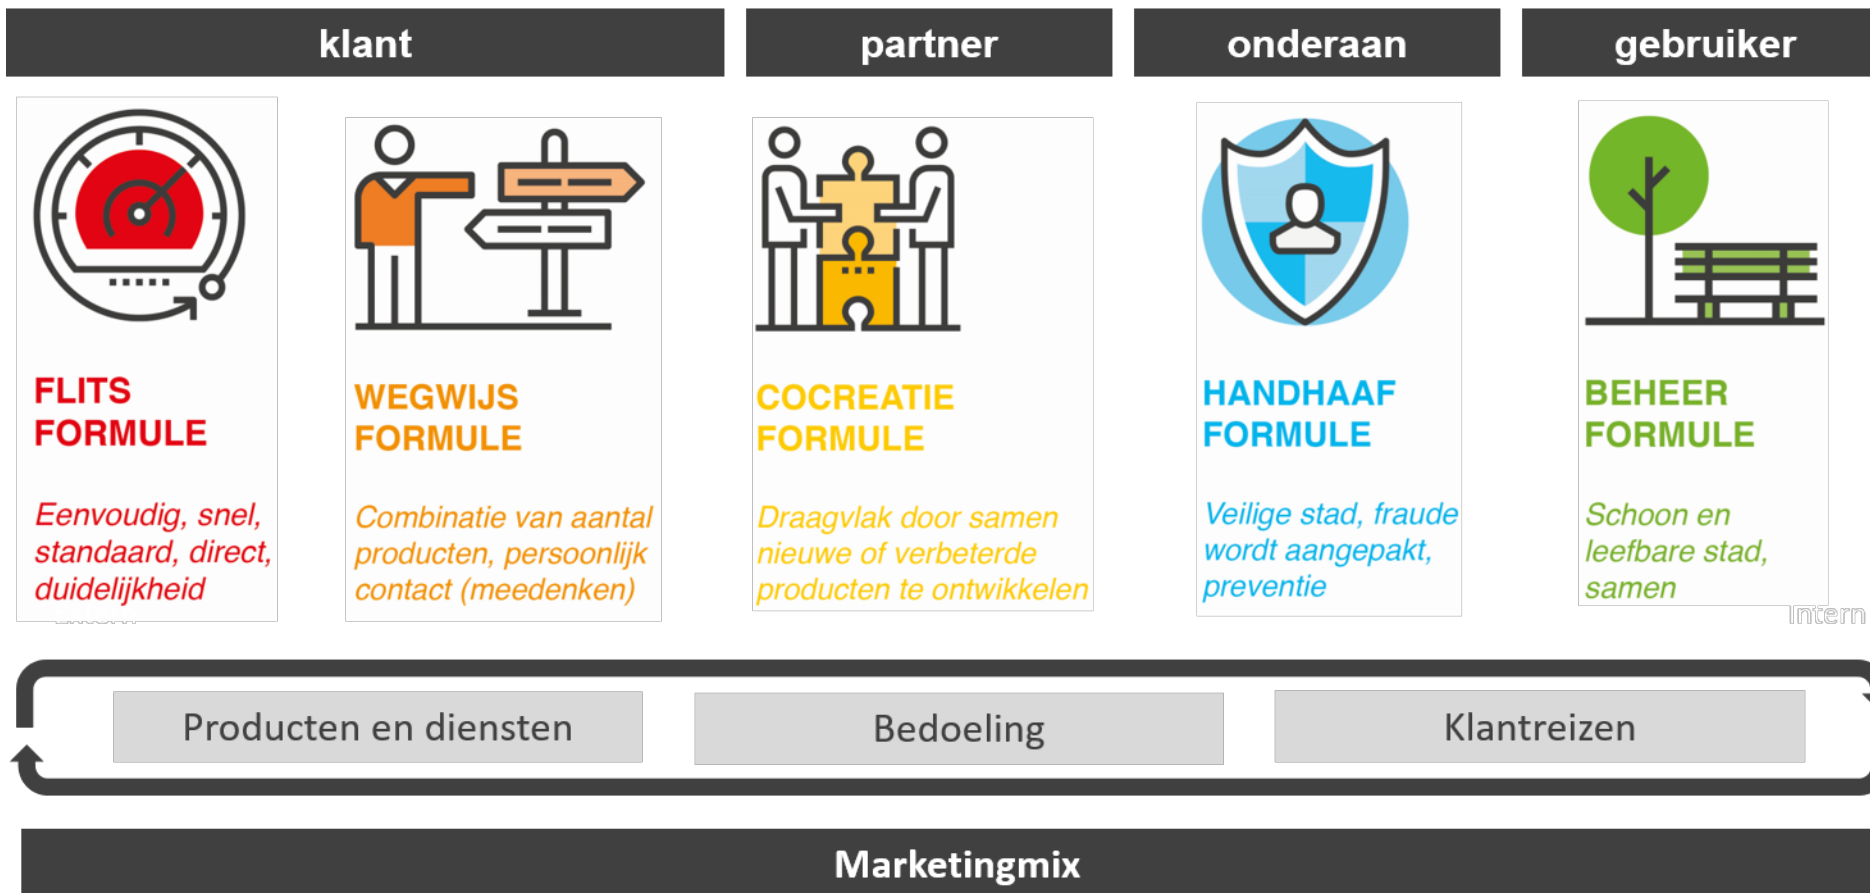 klant
partner
onderaan
gebruiker
FLITS
FORMULE
Eenvoudig, snel,
standaard, direct,
duidelijkheid
WEGWIJS
FORMULE
Combinatie van aantal
producten, persoonlijk
contact (meedenken)
COCREATIE
FORMULE
Draagvlak door samen
nieuwe of verbeterde
producten te ontwikkelen
HANDHAAF
FORMULE
Veilige stad, fraude
wordt aangepakt,
preventie
BEHEER
FORMULE
Schoon en
leefbare stad,
samen
Intern
Producten en diensten
Bedoeling
Klantreizen
Marketingmix